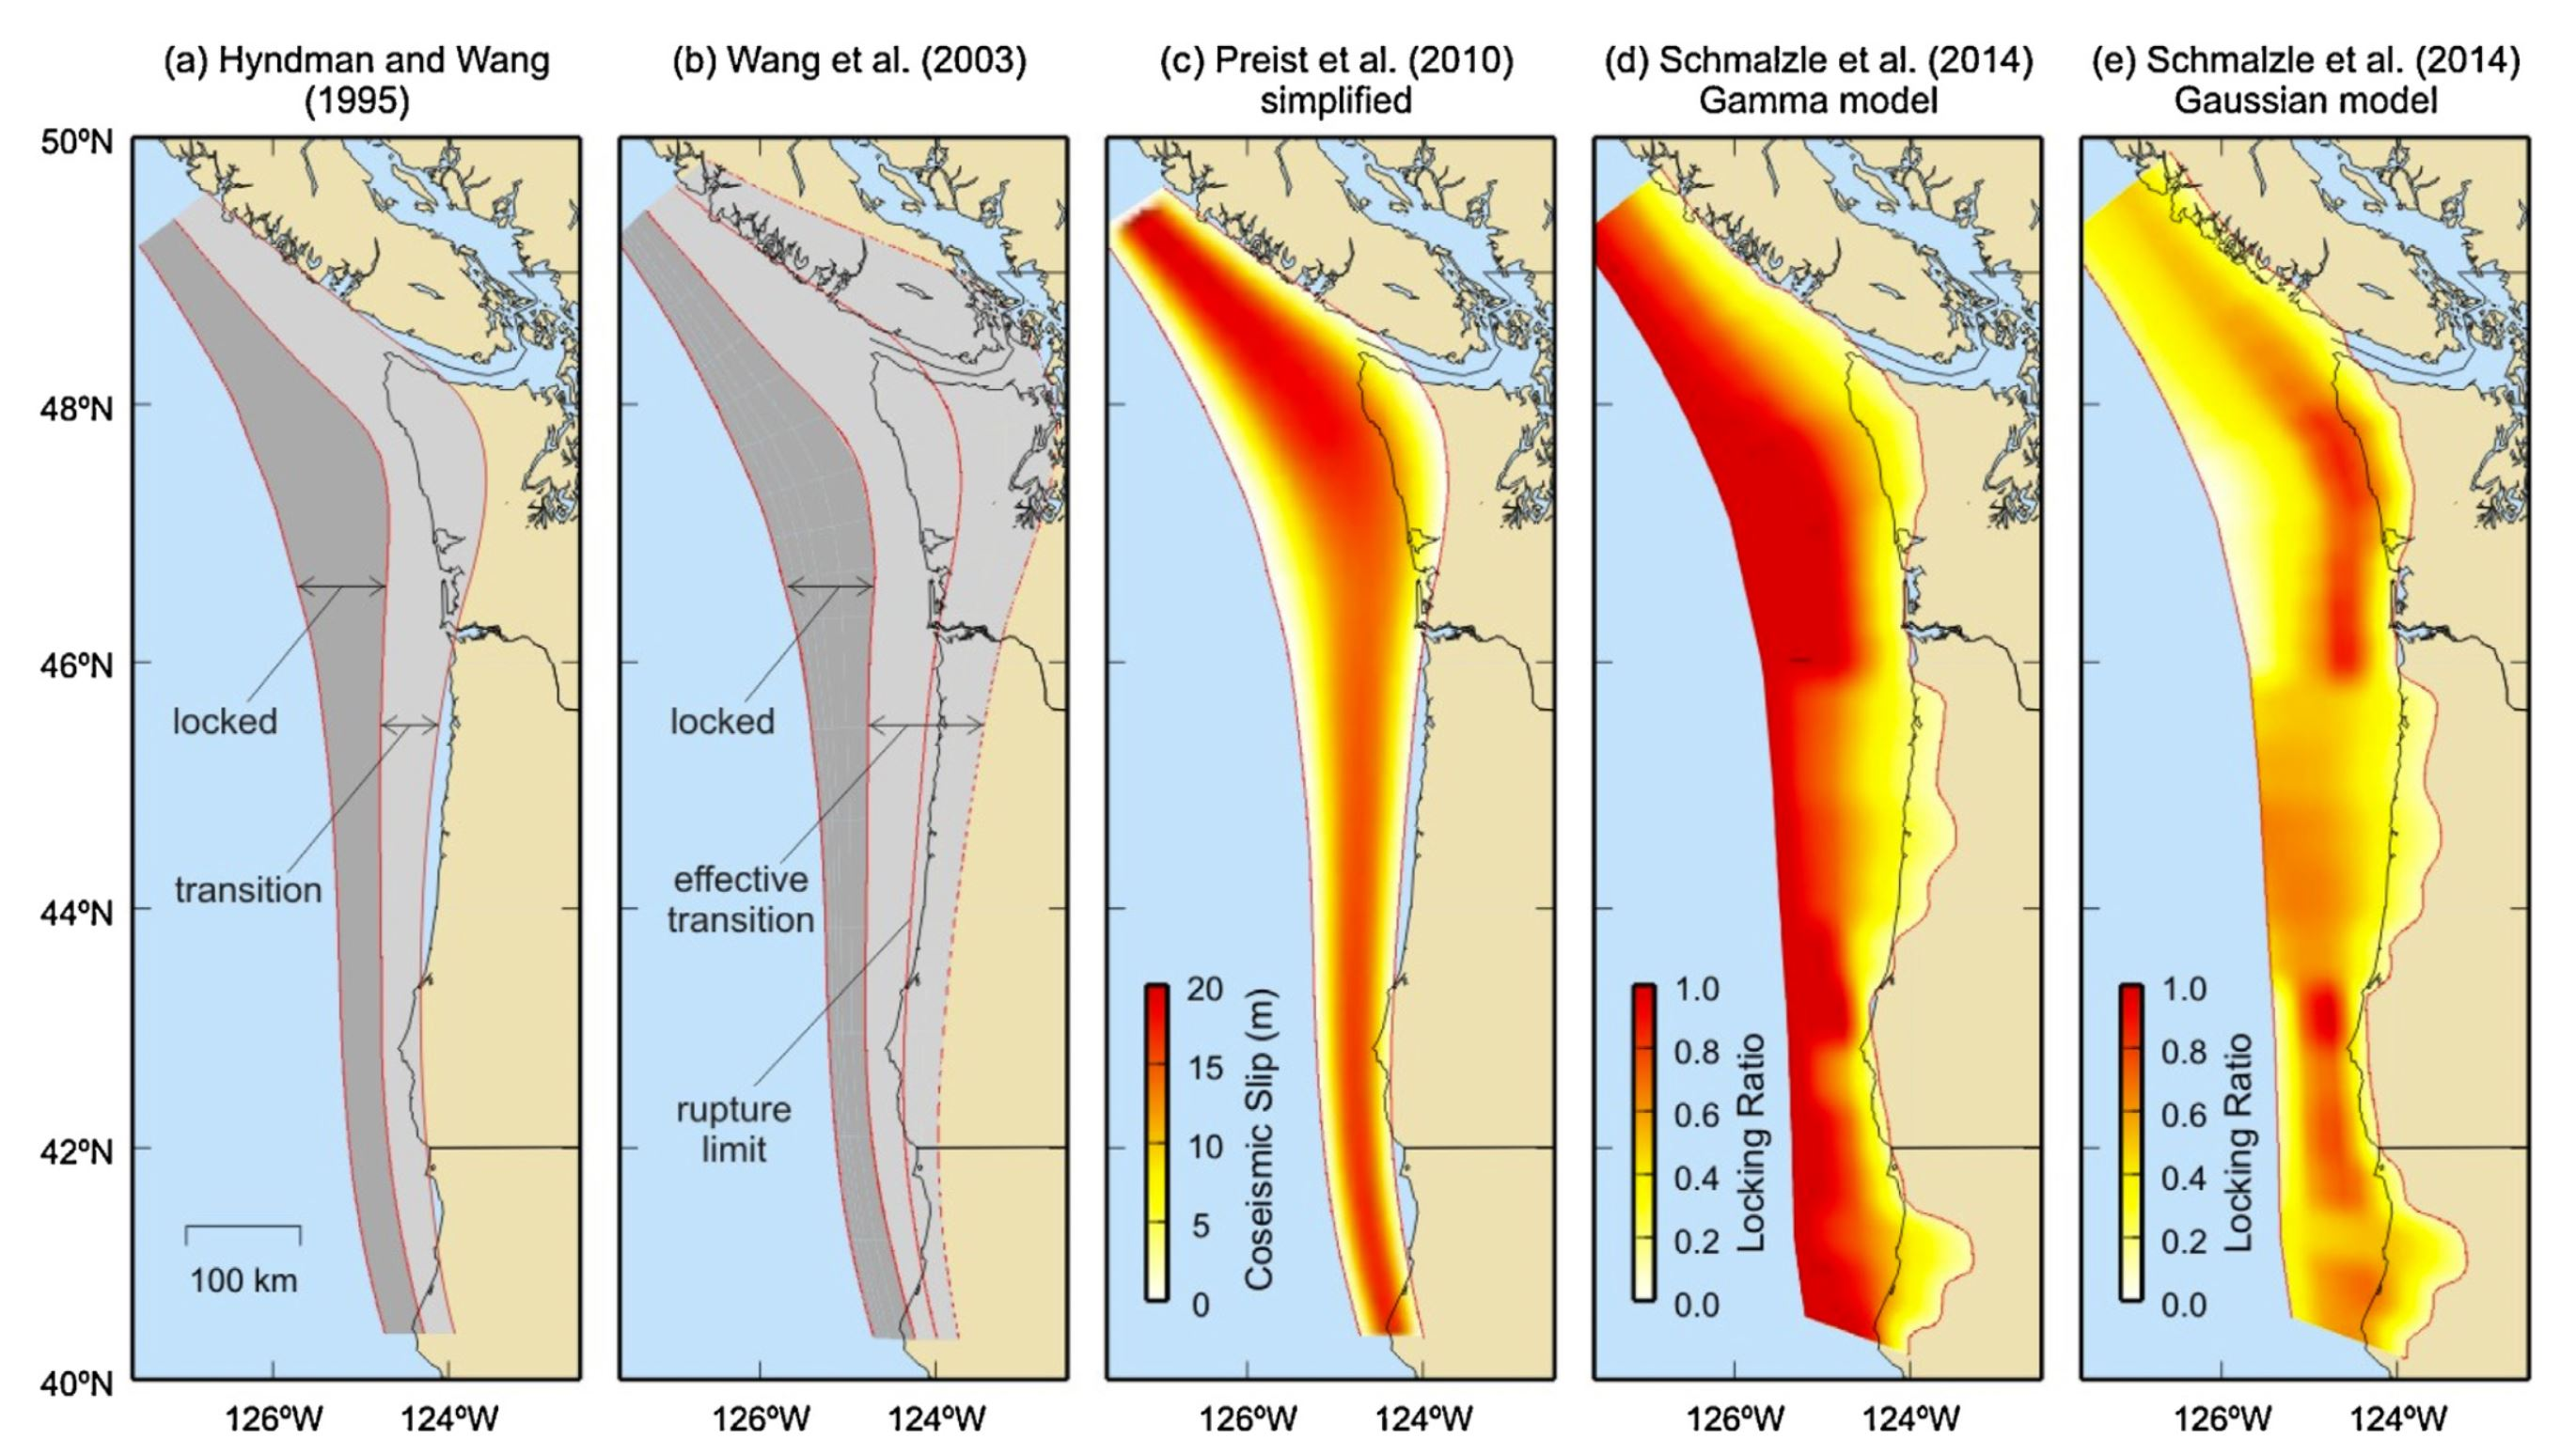 (a) Hyndman and Wang
(1995)
(b) Wang et al. (2003)
(c) Preist et al. (2010)
simplified
(d) Schmalzle et al. (2014)
Gamma model
(e) Schmalzle et al. (2014)
Gaussian model
50ºN
48ºN
46ºN
44ºN
42ºN
40ºN
locked
transition
100 km
locked
effective
transition
rupture
limit
20
15
10
5
0
Coseismic Slip (m)
1.0
0.8
0.6
0.4
0.2
0.0
Locking Ratio
1.0
0.8
0.6
0.4
0.2
0.0
Locking Ratio
126ºW
124ºW
126ºW
124ºW
126ºW
124ºW
126ºW
124ºW
126ºW
124ºW